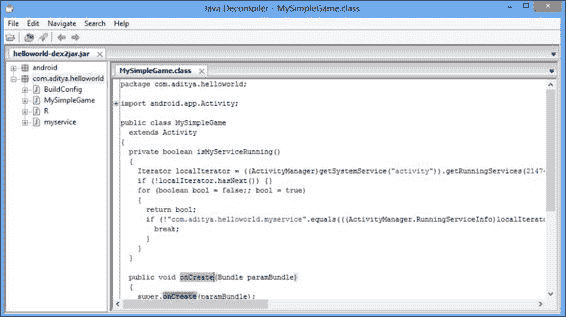 Java Decompiler - MySimpleGame.class
File Edit Navigate Search Help
helloworld-dex2jar.jar
android
com.aditya.helloworld
BuildConfig
MySimpleGame
R
myservice
MySimpleGame.class
package com.aditya.helloworld;
import android.app.Activity;
public class MySimpleGame
extends Activity
{
private boolean isMyServiceRunning()
{
Iterator localIterator = ((ActivityManager)getSystemService("activity")).getRunningServices(21474
if (!localIterator.hasNext()) {}
for (boolean bool = false;; bool = true)
{
return bool;
if (!"com.aditya.helloworld.myservice".equals(((ActivityManager.RunningServiceInfo)localIterato
break;
}
}
}
public void onCreate(Bundle paramBundle)
{
super.onCreate(paramBundle);